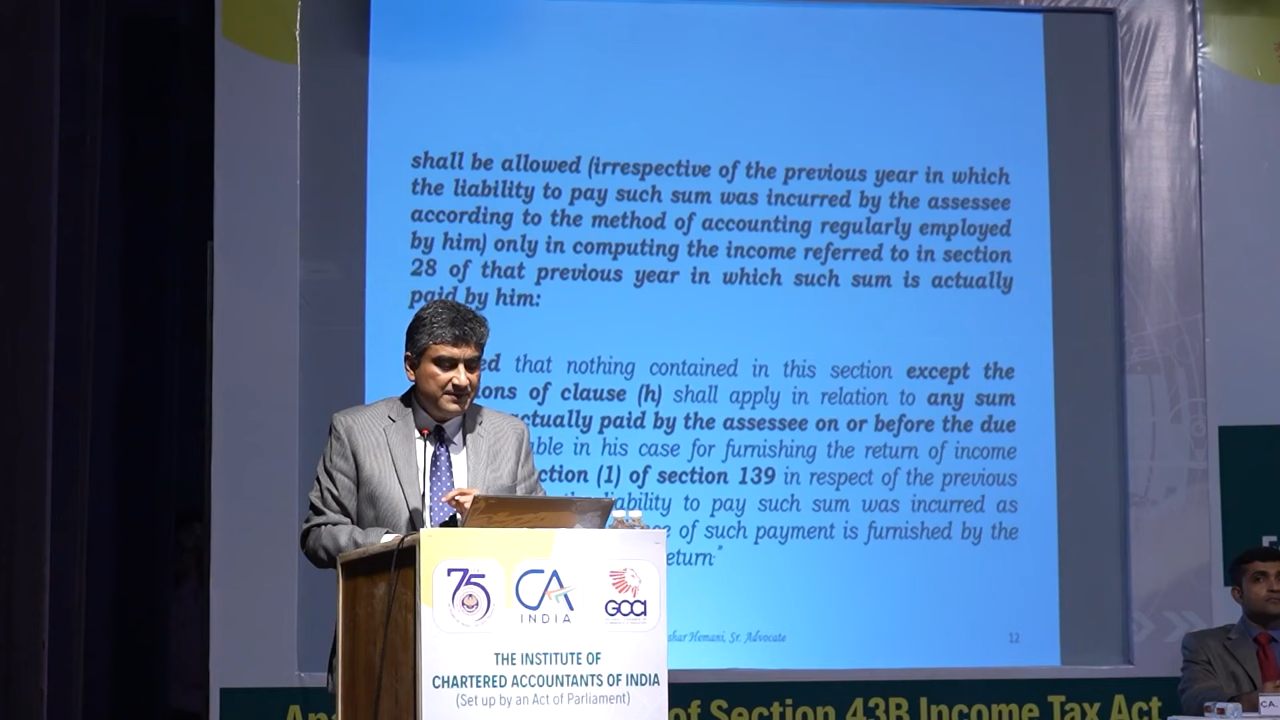 shall be allowed (irrespective of the previous year in which
the liability to pay such sum was incurred by the assessee
according to the method of accounting regularly employed
by him) only in computing the income referred to in section
28 of that previous year in which such sum is actually
paid by him:
that nothing contained in this section except the
of clause (h) shall apply in relation to any sum
actually paid by the assessee on or before the due
in his case for furnishing the return of income
(1) of section 139 in respect of the previous
liability to pay such sum was incurred as
of such payment is furnished by the
Hemani, Sr. Advocate
12
75
CA
INDIA
GCCI
THE INSTITUTE OF
CHARTERED ACCOUNTANTS OF INDIA
(Set up by an Act of Parliament)
of Section 43B Income Tax Act
CA.